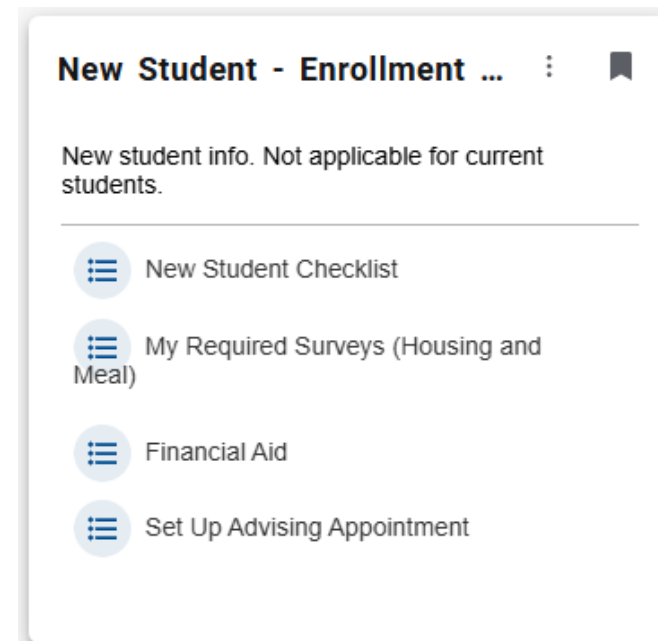 New Student - Enrollment ...
New student info. Not applicable for current
students.
New Student Checklist
My Required Surveys (Housing and
Meal)
Financial Aid
Set Up Advising Appointment